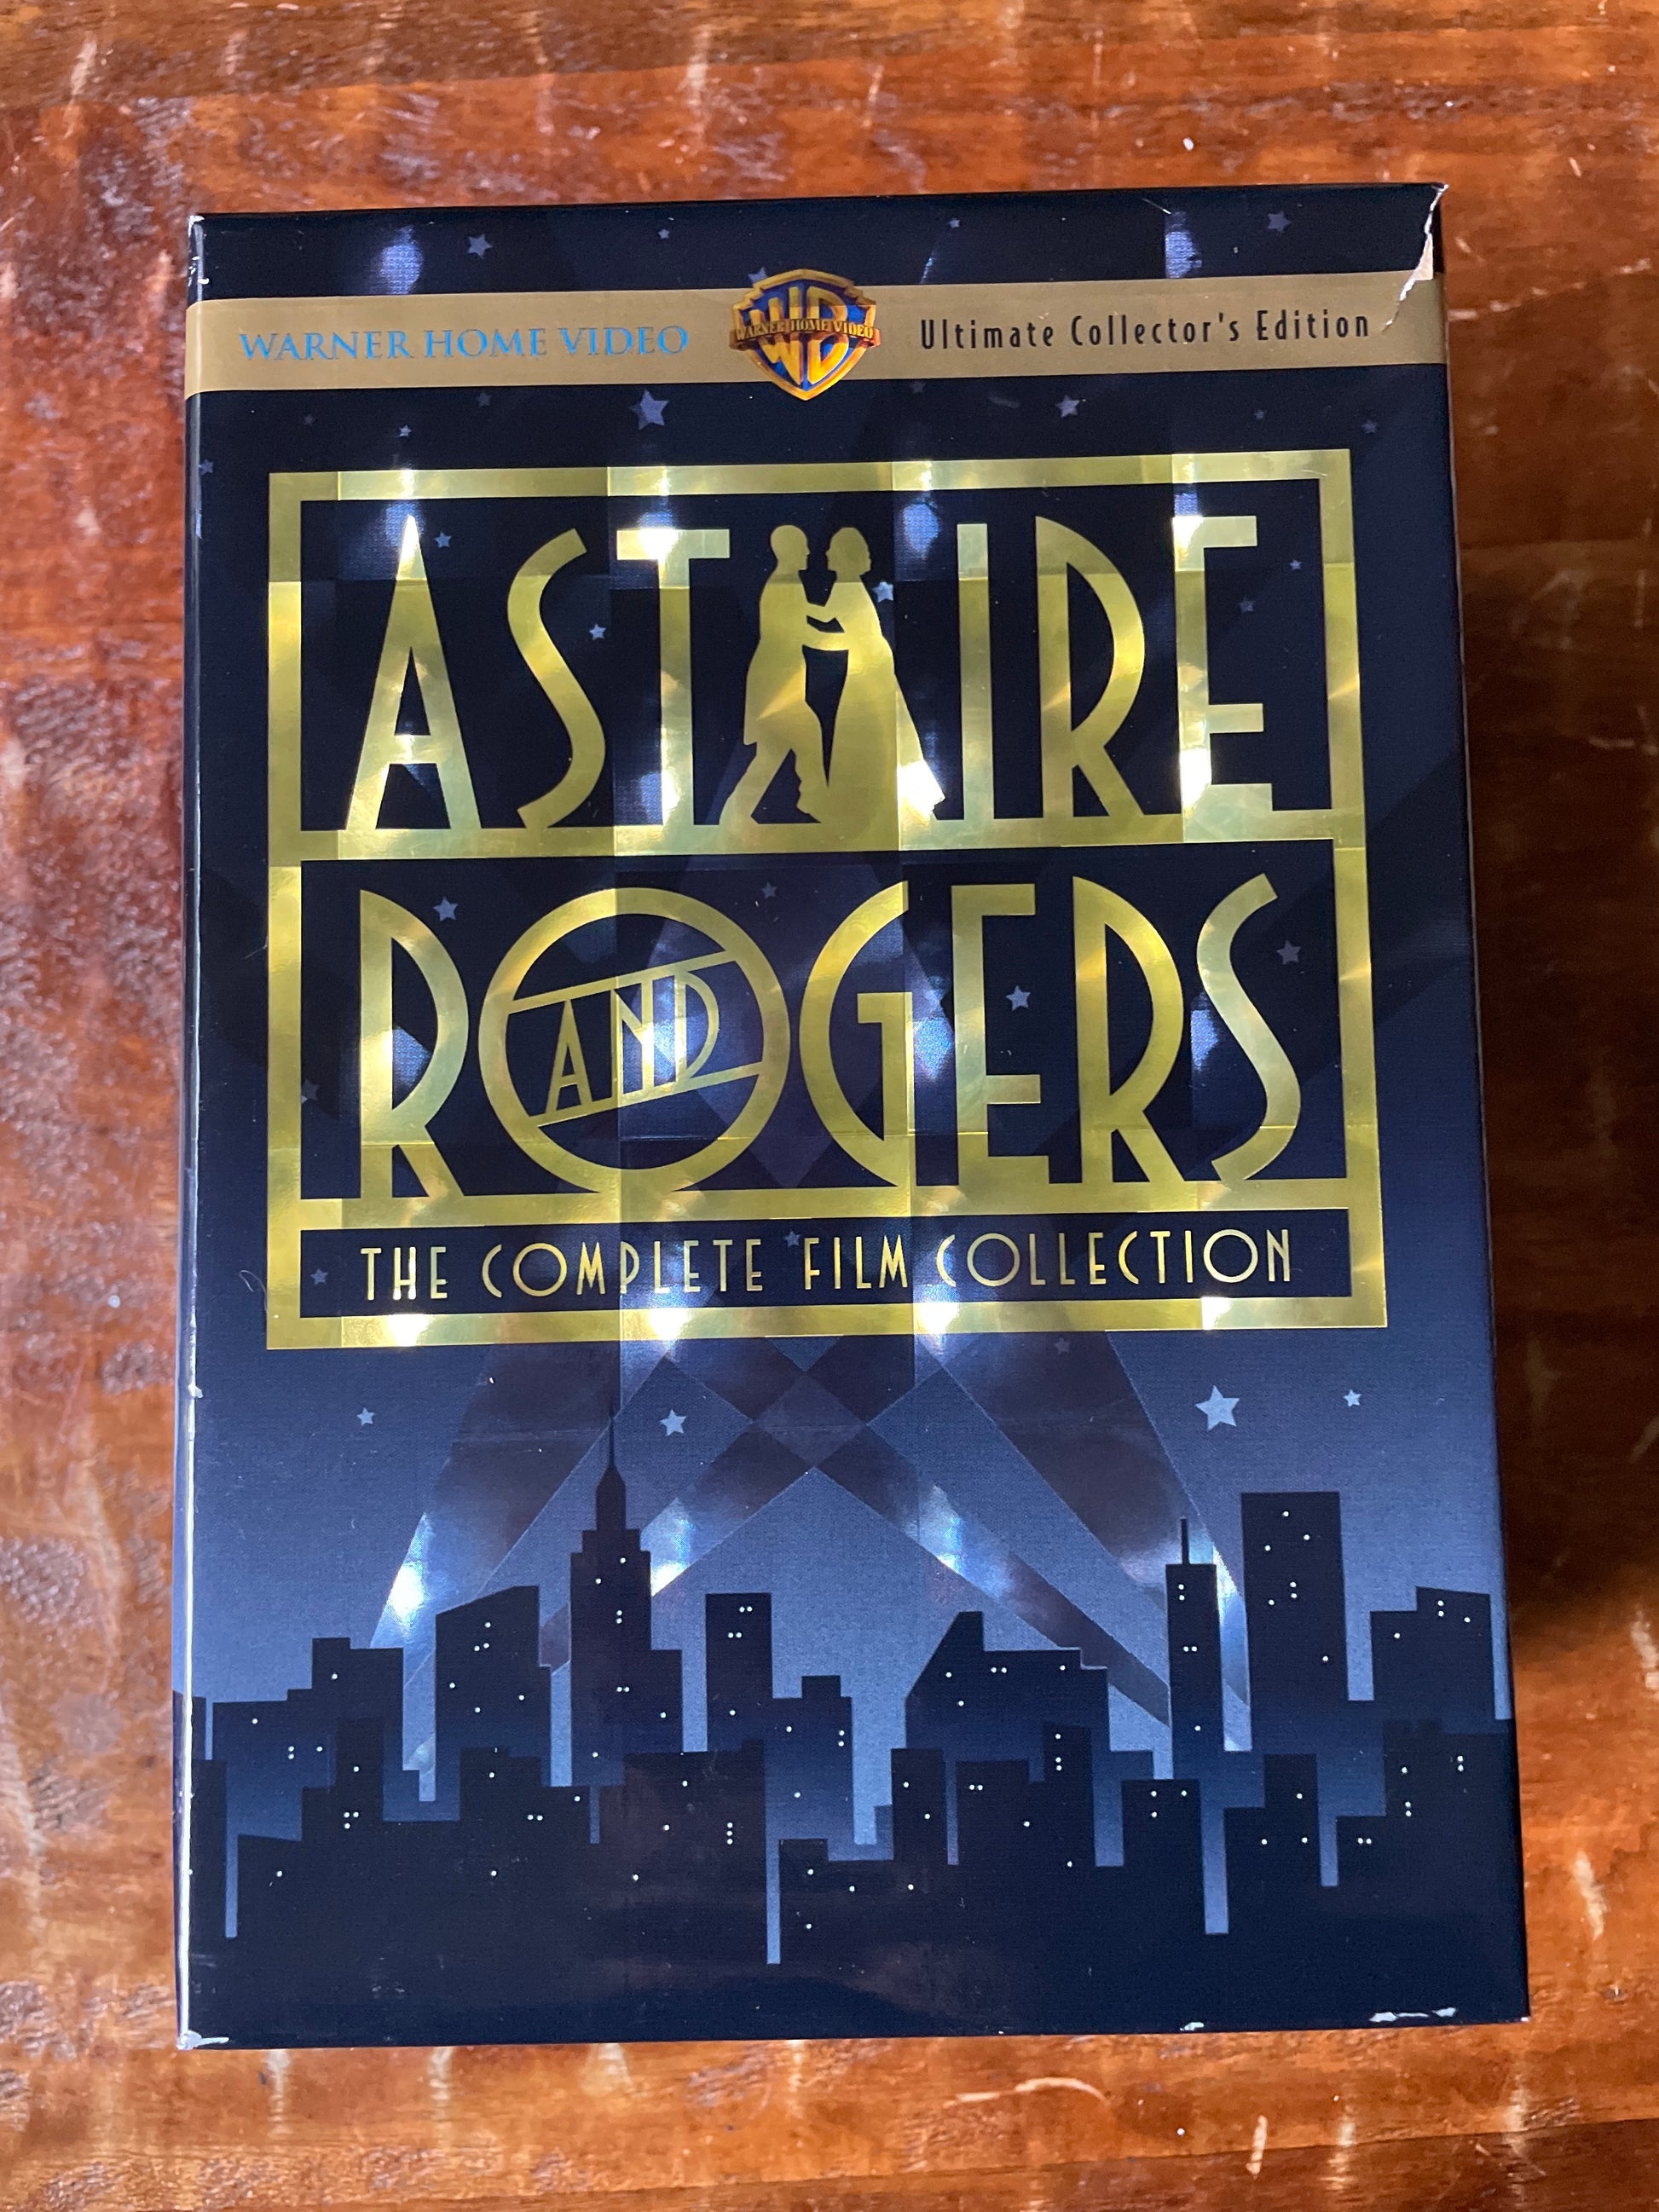 WARNER HOME VIDEO
WB
WARNER HOME VIDEO
Ultimate Collector's Edition
ASTAIRE
AND
ROGERS
THE COMPLETE FILM COLLECTION